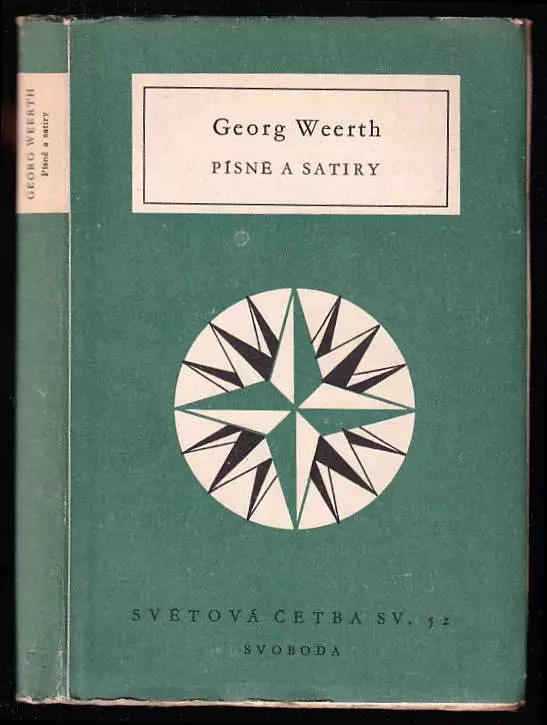 GEORG WEERTH
Písně a satiry
Georg Weerth
PÍSNĚ A SATIRY
SVĚTOVÁ ČETBA SV. 52
SVOBODA